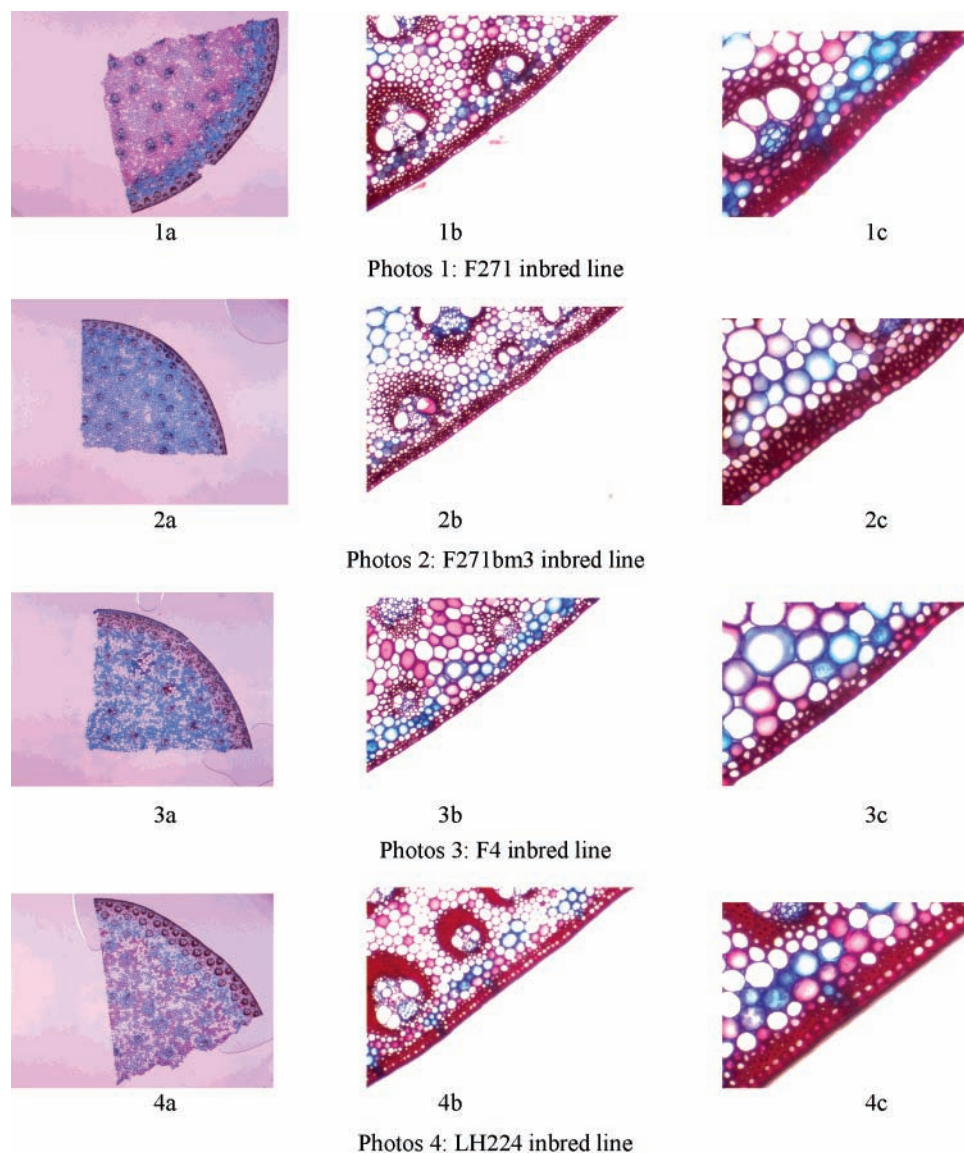 1a 1b 1c
Photos 1: F271 inbred line
2a 2b 2c
Photos 2: F271bm3 inbred line
3a 3b 3c
Photos 3: F4 inbred line
4a 4b 4c
Photos 4: LH224 inbred line